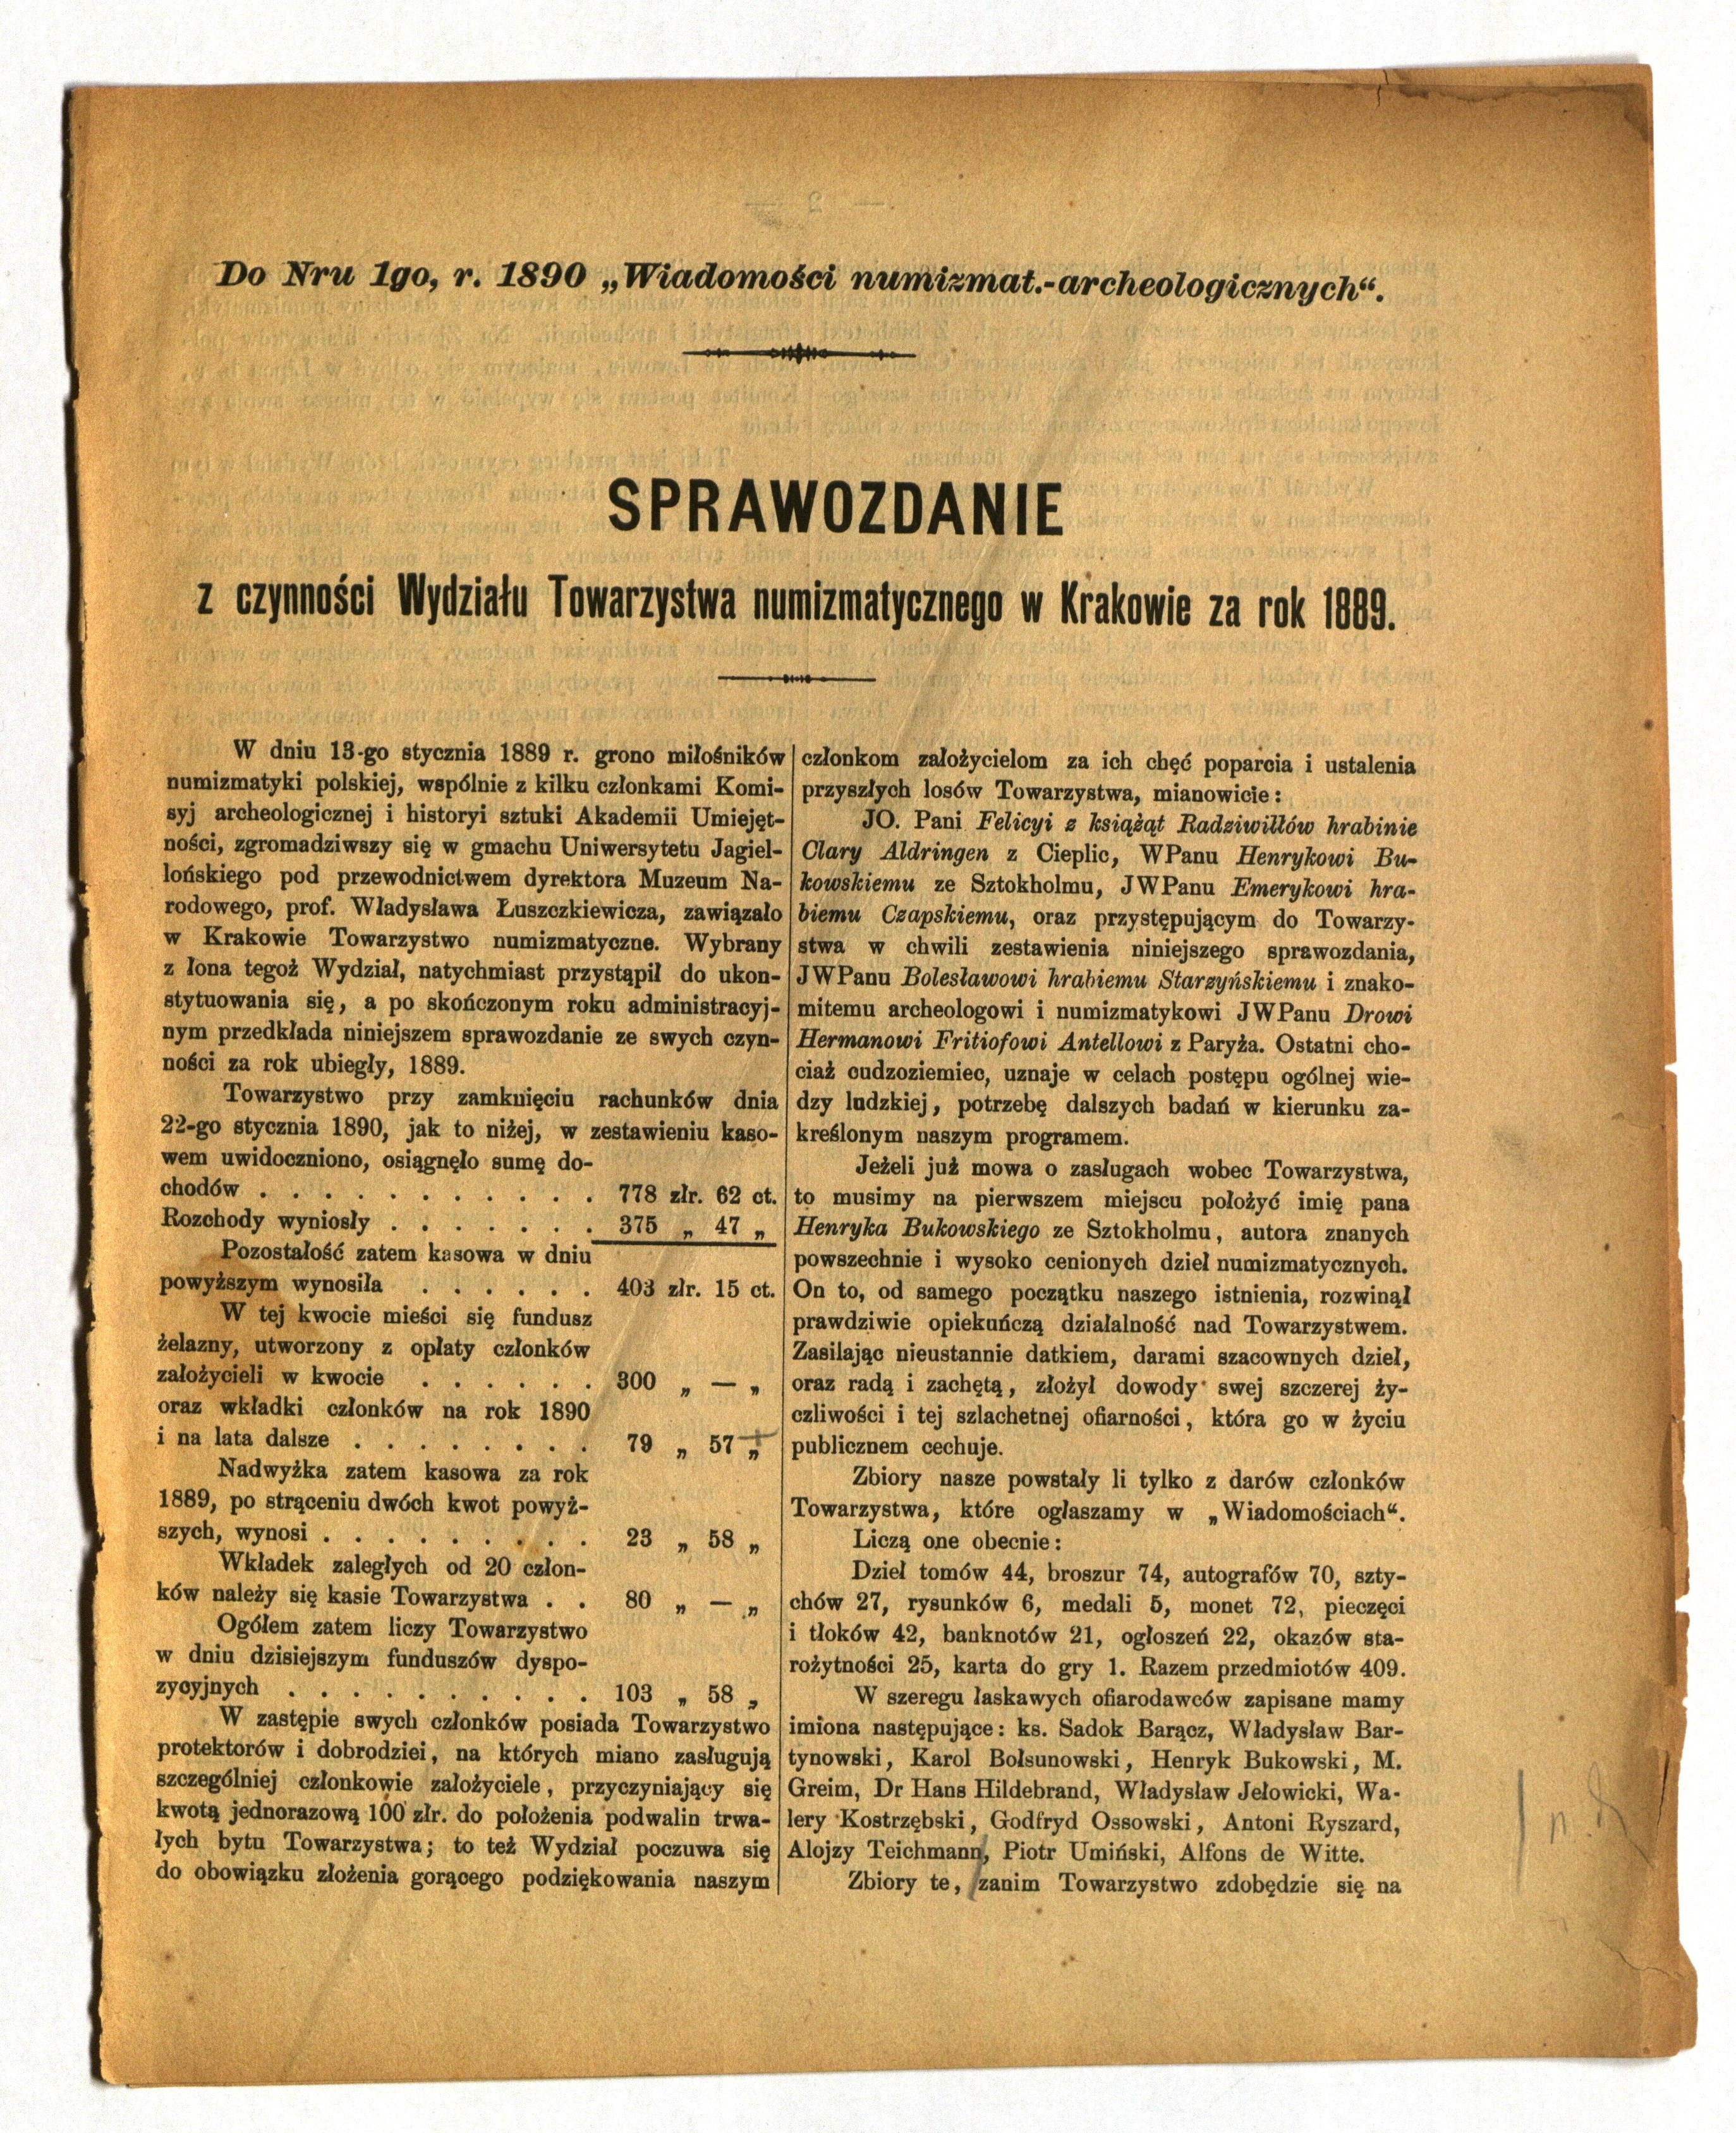 Do Nru 1go, r. 1890 „Wiadomości numizmat.-archeologicznych“.
SPRAWOZDANIE
z czynności Wydziału Towarzystwa numizmatycznego w Krakowie za rok 1889.
W dniu 13-go stycznia 1889 r. grono miłośników
numizmatyki polskiej, wspólnie z kilku członkami Komi-
syj archeologicznej i historyi sztuki Akademii Umiejęt-
ności, zgromadziwszy się w gmachu Uniwersytetu Jagiel-
lońskiego pod przewodnictwem dyrektora Muzeum Na-
rodowego, prof. Władysława Łuszczkiewicza, zawiązało
w Krakowie Towarzystwo numizmatyczne. Wybrany
z łona tegoż Wydział, natychmiast przystąpił do ukon-
stytuowania się, a po skończonym roku administracyj-
nym przedkłada niniejszem sprawozdanie ze swych czyn-
ności za rok ubiegły, 1889.
Towarzystwo przy zamknięciu rachunków dnia
22-go stycznia 1890, jak to niżej, w zestawieniu kaso-
wem uwidoczniono, osiągnęło sumę do-
chodów . . . . . . . . . . . 778 złr. 62 ct.
Rozchody wyniosły . . . . . . . 375 „ 47 „
Pozostałość zatem kasowa w dniu
powyższym wynosiła . . . . . . 403 złr. 15 ct.
W tej kwocie mieści się fundusz
żelazny, utworzony z opłaty członków
założycieli w kwocie . . . . . . 300 „ — „
oraz wkładki członków na rok 1890
i na lata dalsze . . . . . . . . 79 „ 57 „
Nadwyżka zatem kasowa za rok
1889, po strąceniu dwóch kwot powyż-
szych, wynosi . . . . . . . . . 23 „ 58 „
Wkładek zaległych od 20 człon-
ków należy się kasie Towarzystwa . . 80 „ — „
Ogółem zatem liczy Towarzystwo
w dniu dzisiejszym funduszów dyspo-
zycyjnych . . . . . . . . . . 103 „ 58 „
W zastępie swych członków posiada Towarzystwo
protektorów i dobrodziei, na których miano zasługują
szczególniej członkowie założyciele, przyczyniający się
kwotą jednorazową 100 złr. do położenia podwalin trwa-
łych bytu Towarzystwa; to też Wydział poczuwa się
do obowiązku złożenia gorącego podziękowania naszym
członkom założycielom za ich chęć poparcia i ustalenia
przyszłych losów Towarzystwa, mianowicie:
JO. Pani Felicyi z książąt Radziwiłłów hrabinie
Clary Aldringen z Cieplic, WPanu Henrykowi Bu-
kowskiemu ze Sztokholmu, JWPanu Emerykowi hra-
biemu Czapskiemu, oraz przystępującym do Towarzy-
stwa w chwili zestawienia niniejszego sprawozdania,
JWPanu Bolesławowi hrabiemu Starzyńskiemu i znako-
mitemu archeologowi i numizmatykowi JWPanu Drowi
Hermanowi Fritiofowi Antellowi z Paryża. Ostatni cho-
ciaż cudzoziemiec, uznaje w celach postępu ogólnej wie-
dzy ludzkiej, potrzebę dalszych badań w kierunku za-
kreślonym naszym programem.
Jeżeli już mowa o zasługach wobec Towarzystwa,
to musimy na pierwszem miejscu położyć imię pana
Henryka Bukowskiego ze Sztokholmu, autora znanych
powszechnie i wysoko cenionych dzieł numizmatycznych.
On to, od samego początku naszego istnienia, rozwinął
prawdziwie opiekuńczą działalność nad Towarzystwem.
Zasilając nieustannie datkiem, darami szacownych dzieł,
oraz radą i zachętą, złożył dowody swej szczerej ży-
czliwości i tej szlachetnej ofiarności, która go w życiu
publicznem cechuje.
Zbiory nasze powstały li tylko z darów członków
Towarzystwa, które ogłaszamy w „Wiadomościach“.
Liczą one obecnie:
Dzieł tomów 44, broszur 74, autografów 70, szty-
chów 27, rysunków 6, medali 5, monet 72, pieczęci
i tłoków 42, banknotów 21, ogłoszeń 22, okazów sta-
rożytności 25, karta do gry 1. Razem przedmiotów 409.
W szeregu łaskawych ofiarodawców zapisane mamy
imiona następujące: ks. Sadok Barącz, Władysław Bar-
tynowski, Karol Bolsunowski, Henryk Bukowski, M.
Greim, Dr Hans Hildebrand, Władysław Jełowicki, Wa-
lery Kostrzębski, Godfryd Ossowski, Antoni Ryszard,
Alojzy Teichmann, Piotr Umiński, Alfons de Witte.
Zbiory te, zanim Towarzystwo zdobędzie się na